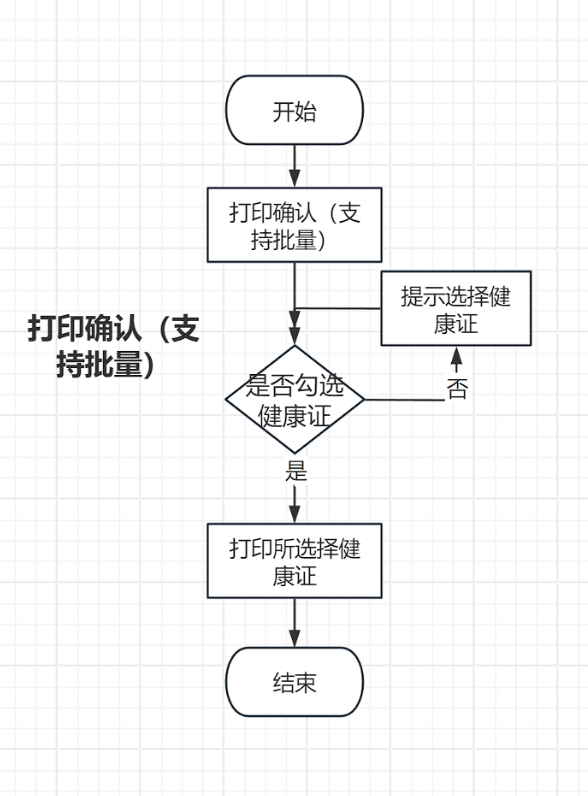 开始
打印确认（支
持批量）
提示选择健
康证
打印确认（支
持批量）
是否勾选
健康证
否
是
打印所选择健
康证
结束